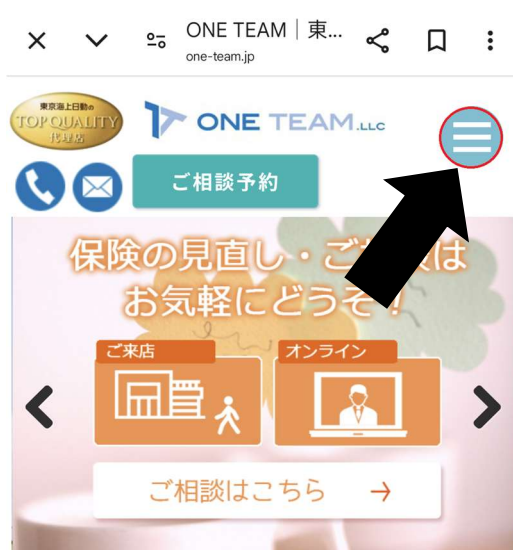 ONE TEAM｜東...
one-team.jp
東京海上日動の
TOP QUALITY
代理店
ONE TEAM.LLC
ご相談予約
保険の見直し・ご
は
お気軽にどうぞ！
ご来店
オンライン
ご相談はこちら →